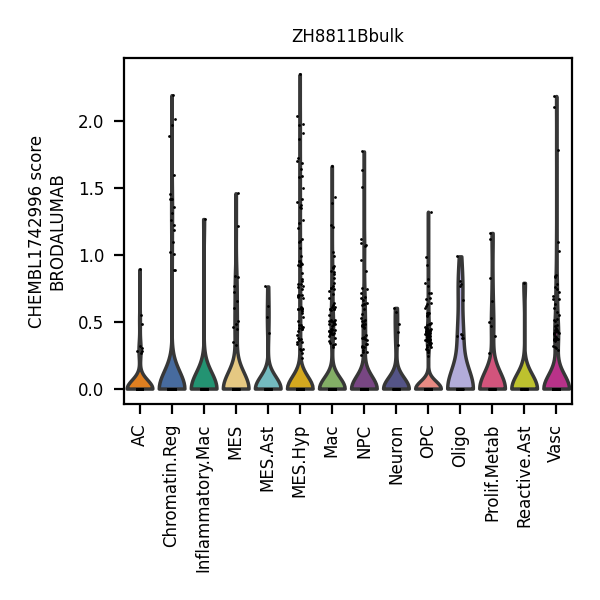 ZH8811Bbulk
CHEMBL1742996 score
BRODALUMAB
2.0
1.5
1.0
0.5
0.0
AC
Chromatin.Reg
Inflammatory.Mac
MES
MES.Ast
MES.Hyp
Mac
NPC
Neuron
OPC
Oligo
Prolif.Metab
Reactive.Ast
Vasc